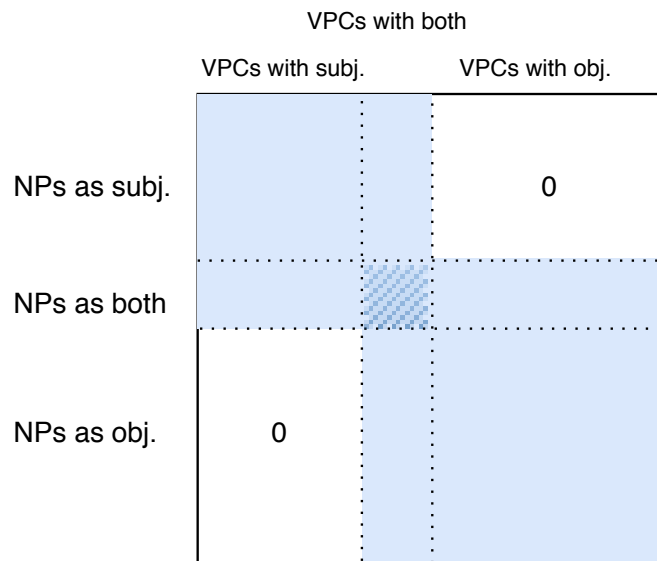 VPCs with both
VPCs with subj.
VPCs with obj.
NPs as subj.
0
NPs as both
NPs as obj.
0